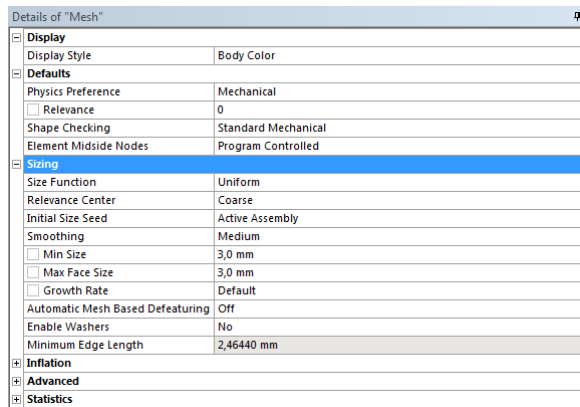 Details of "Mesh"
Display
Display Style Body Color
Defaults
Physics Preference Mechanical
Relevance 0
Shape Checking Standard Mechanical
Element Midside Nodes Program Controlled
Sizing
Size Function Uniform
Relevance Center Coarse
Initial Size Seed Active Assembly
Smoothing Medium
Min Size 3,0 mm
Max Face Size 3,0 mm
Growth Rate Default
Automatic Mesh Based Defeaturing Off
Enable Washers No
Minimum Edge Length 2,46440 mm
Inflation
Advanced
Statistics